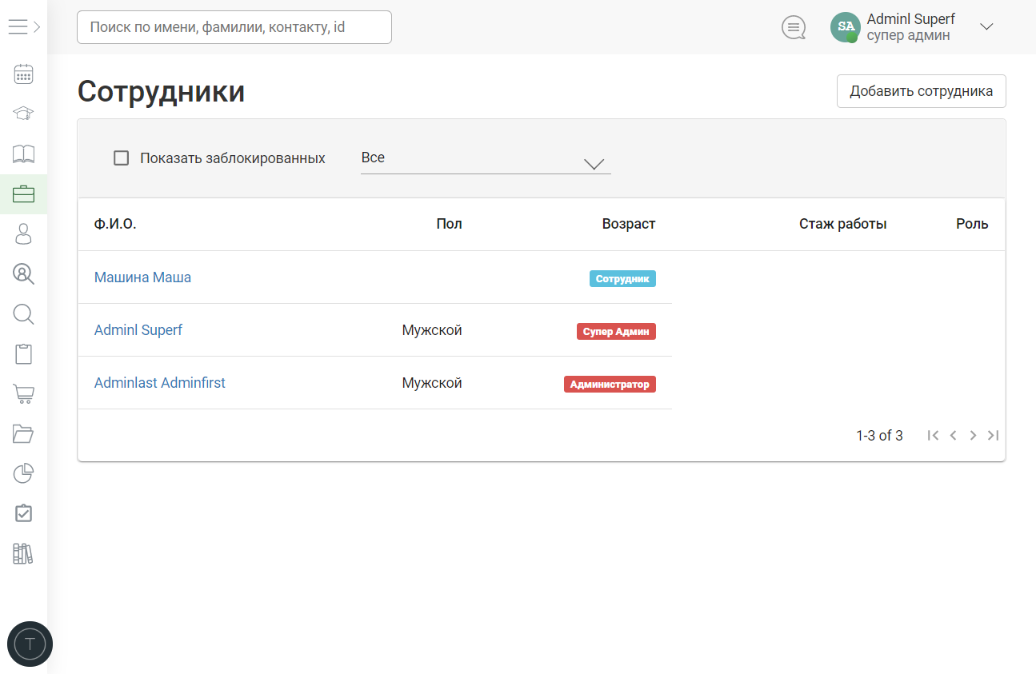 Поиск по имени, фамилии, контакту, id
SA
Adminl Superf
супер админ
Сотрудники
Добавить сотрудника
Показать заблокированных
Все
Ф.И.О. Пол Возраст Стаж работы Роль
Машина Маша Сотрудник
Adminl Superf Мужской Супер Админ
Adminlast Adminfirst Мужской Администратор
1-3 of 3
T